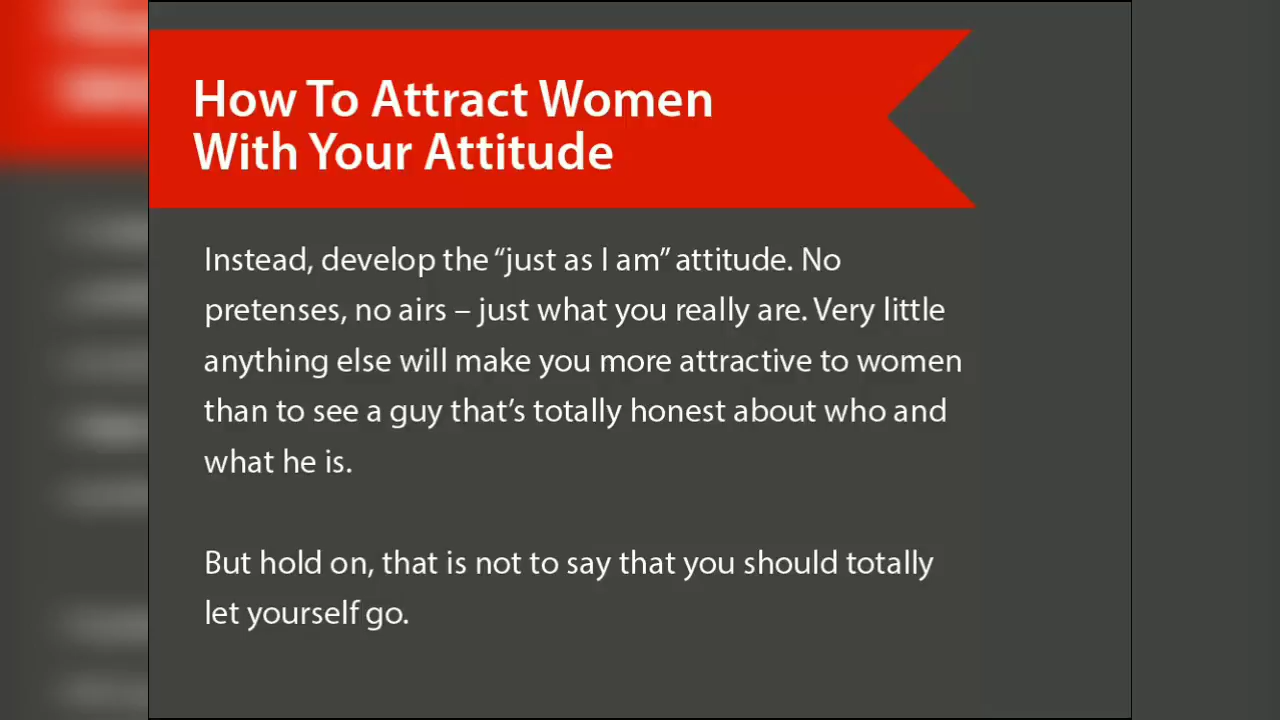 How To Attract Women
With Your Attitude
Instead, develop the “just as I am” attitude. No
pretenses, no airs – just what you really are. Very little
anything else will make you more attractive to women
than to see a guy that’s totally honest about who and
what he is.
But hold on, that is not to say that you should totally
let yourself go.